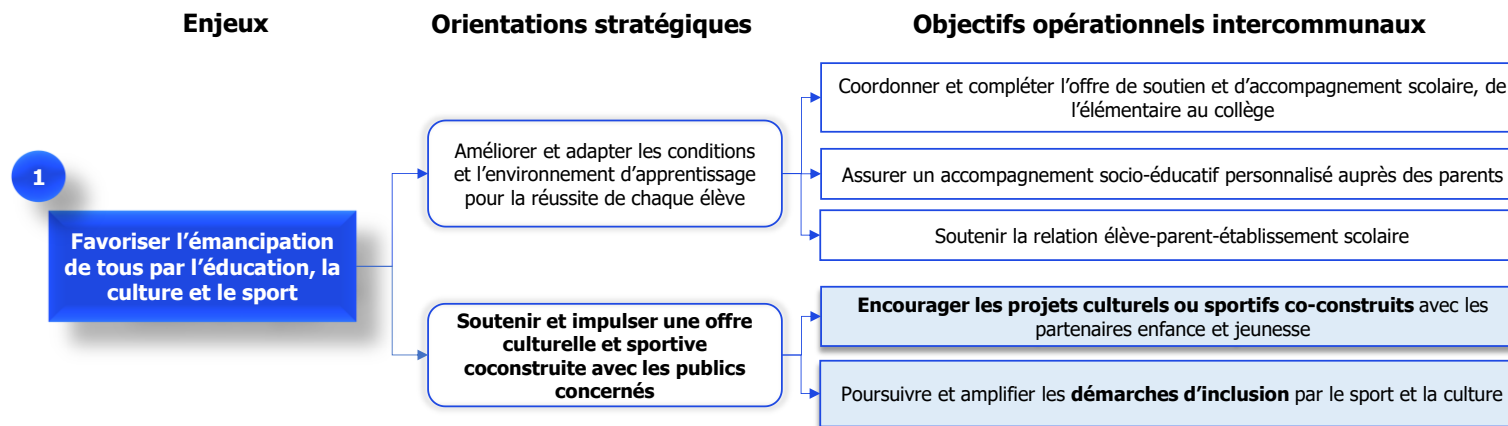 Enjeux
Orientations stratégiques
Objectifs opérationnels intercommunaux
1
Favoriser l’émancipation
de tous par l’éducation, la
culture et le sport
Améliorer et adapter les conditions
et l’environnement d’apprentissage
pour la réussite de chaque élève
Coordonner et compléter l’offre de soutien et d’accompagnement scolaire, de
l’élémentaire au collège
Assurer un accompagnement socio-éducatif personnalisé auprès des parents
Soutenir la relation élève-parent-établissement scolaire
Soutenir et impulser une offre
culturelle et sportive
coconstruite avec les publics
concernés
Encourager les projets culturels ou sportifs co-construits avec les
partenaires enfance et jeunesse
Poursuivre et amplifier les démarches d’inclusion par le sport et la culture